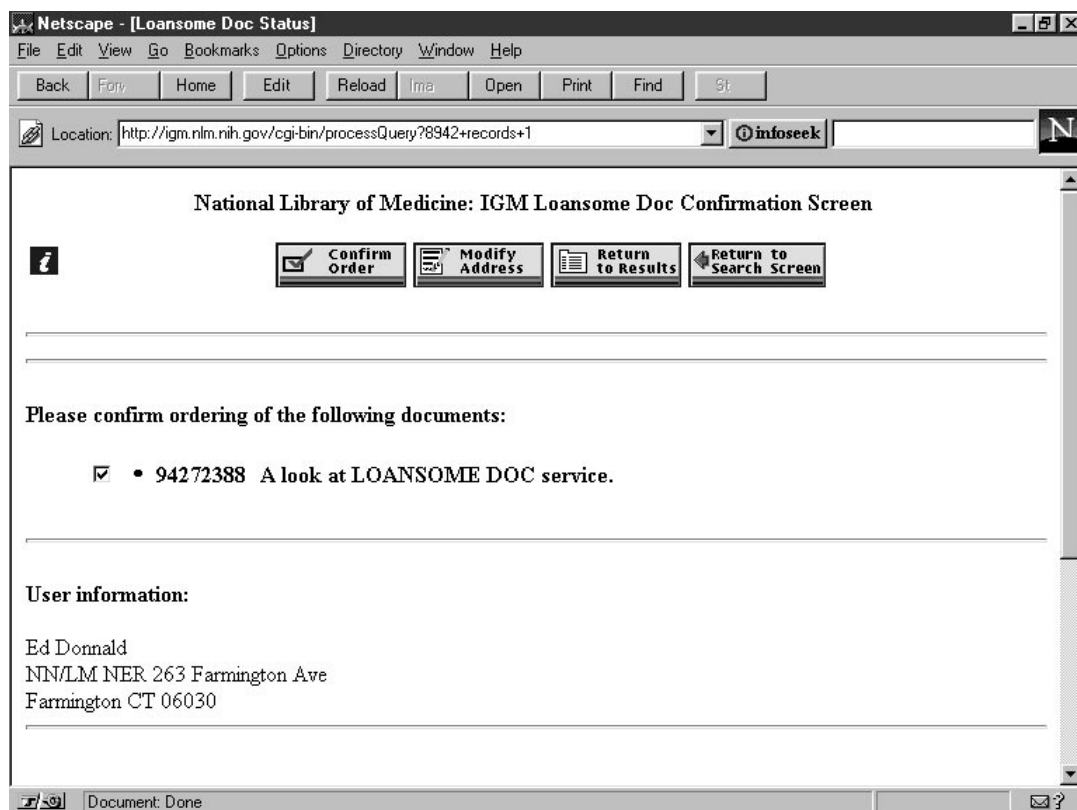 Netscape - [Loansome Doc Status]
File Edit View Go Bookmarks Options Directory Window Help
Back Forw Home Edit Reload Ima Open Print Find St
Location: http://igm.nlm.nih.gov/cgi-bin/processQuery?8942+records+1 infoseek N
National Library of Medicine: IGM Loansome Doc Confirmation Screen
i Confirm Order Modify Address Return to Results Return to Search Screen
Please confirm ordering of the following documents:
• 94272388 A look at LOANSOME DOC service.
User information:
Ed Donnald
NN/LM NER 263 Farmington Ave
Farmington CT 06030
Document: Done ?